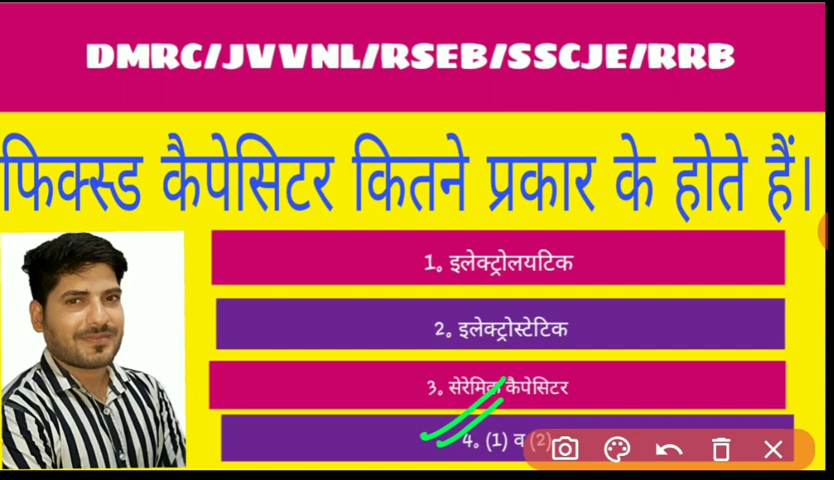 DMRC/JVVNL/RSEB/SSCJE/RRB
फिक्स्ड कैपेसिटर कितने प्रकार के होते हैं।
1. इलेक्ट्रोलयटिक
2. इलेक्ट्रोस्टेटिक
3. सेरेमिक कैपेसिटर
4. (1) व (2)